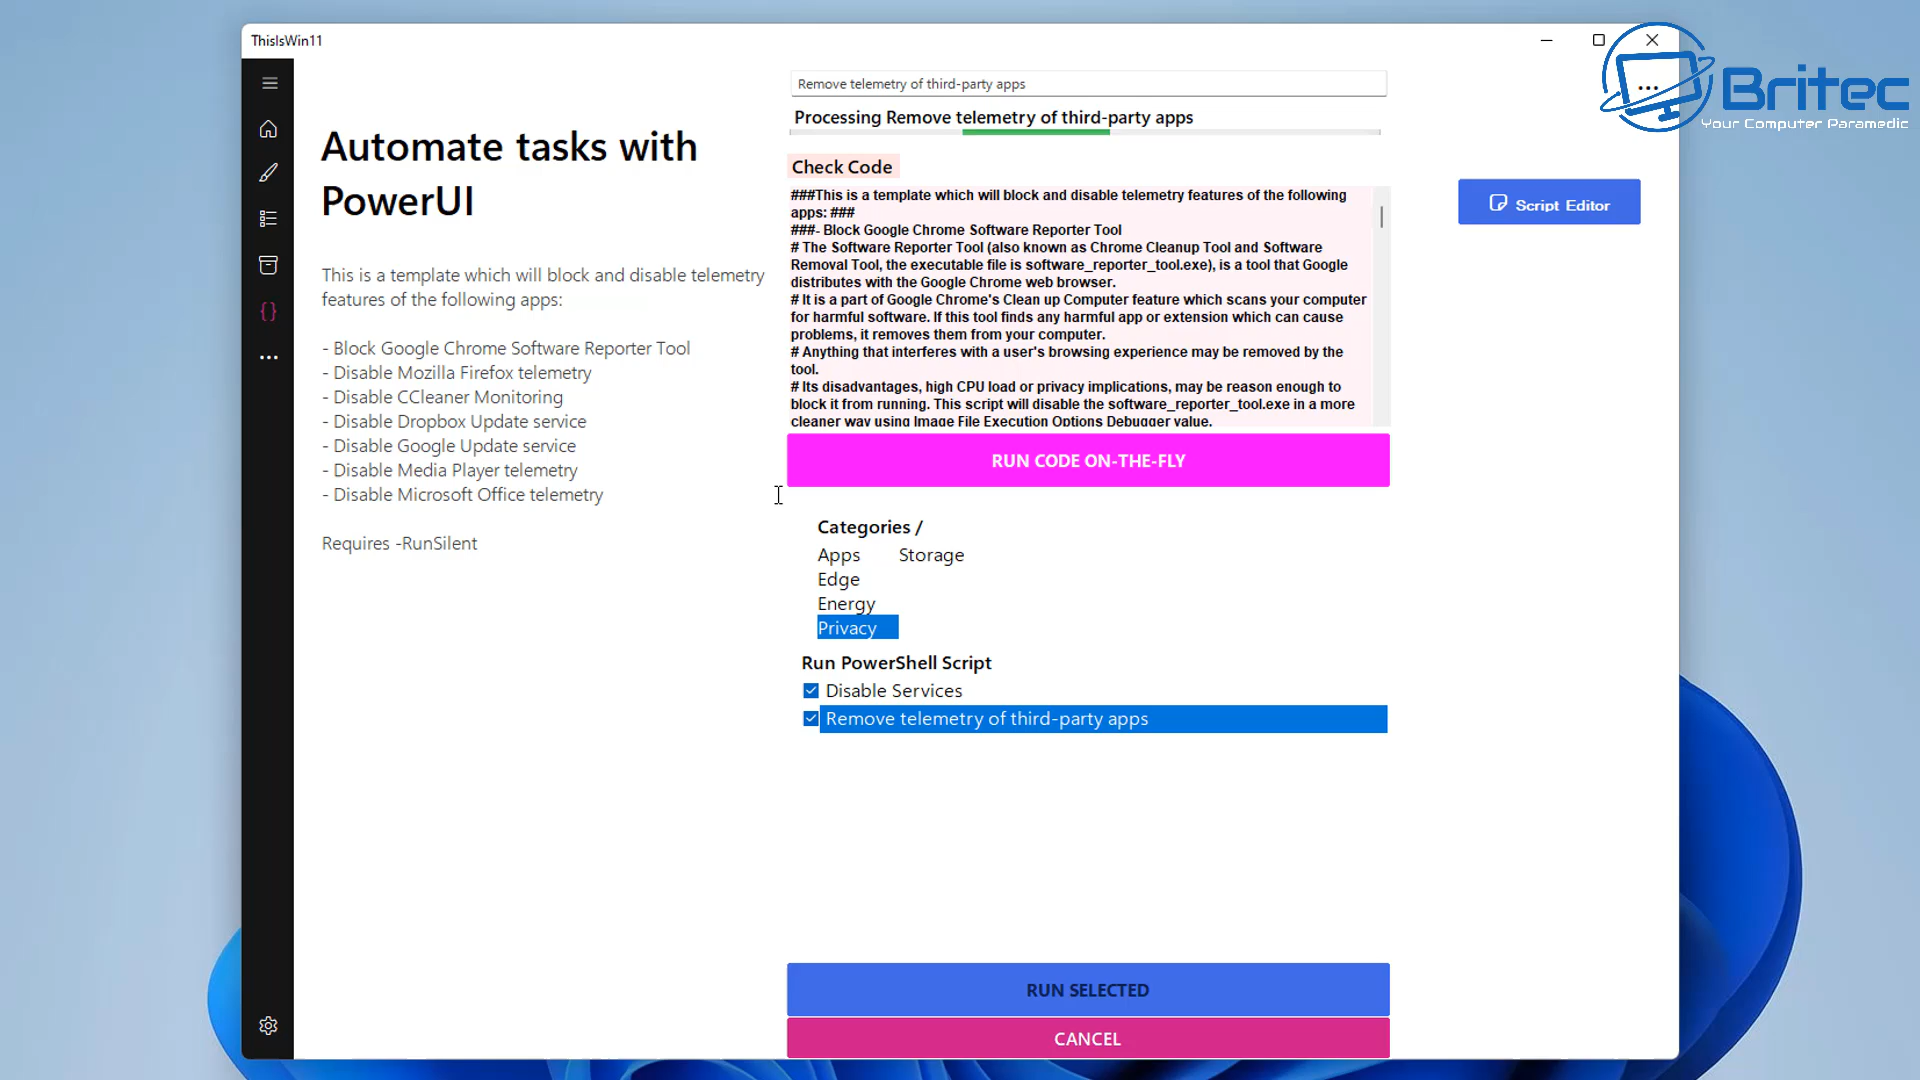 ThisIsWin11
Britec
Your Computer Paramedic
Automate tasks with
PowerUI
This is a template which will block and disable telemetry
features of the following apps:
- Block Google Chrome Software Reporter Tool
- Disable Mozilla Firefox telemetry
- Disable CCleaner Monitoring
- Disable Dropbox Update service
- Disable Google Update service
- Disable Media Player telemetry
- Disable Microsoft Office telemetry
Requires -RunSilent
Remove telemetry of third-party apps
Processing Remove telemetry of third-party apps
Check Code
###This is a template which will block and disable telemetry features of the following
apps: ###
###- Block Google Chrome Software Reporter Tool
# The Software Reporter Tool (also known as Chrome Cleanup Tool and Software
Removal Tool, the executable file is software_reporter_tool.exe), is a tool that Google
distributes with the Google Chrome web browser.
# It is a part of Google Chrome's Clean up Computer feature which scans your computer
for harmful software. If this tool finds any harmful app or extension which can cause
problems, it removes them from your computer.
# Anything that interferes with a user's browsing experience may be removed by the
tool.
# Its disadvantages, high CPU load or privacy implications, may be reason enough to
block it from running. This script will disable the software_reporter_tool.exe in a more
cleaner way using Image File Execution Options Debugger value.
RUN CODE ON-THE-FLY
Categories /
Apps Storage
Edge
Energy
Privacy
Run PowerShell Script
Disable Services
Remove telemetry of third-party apps
RUN SELECTED
CANCEL
Script Editor